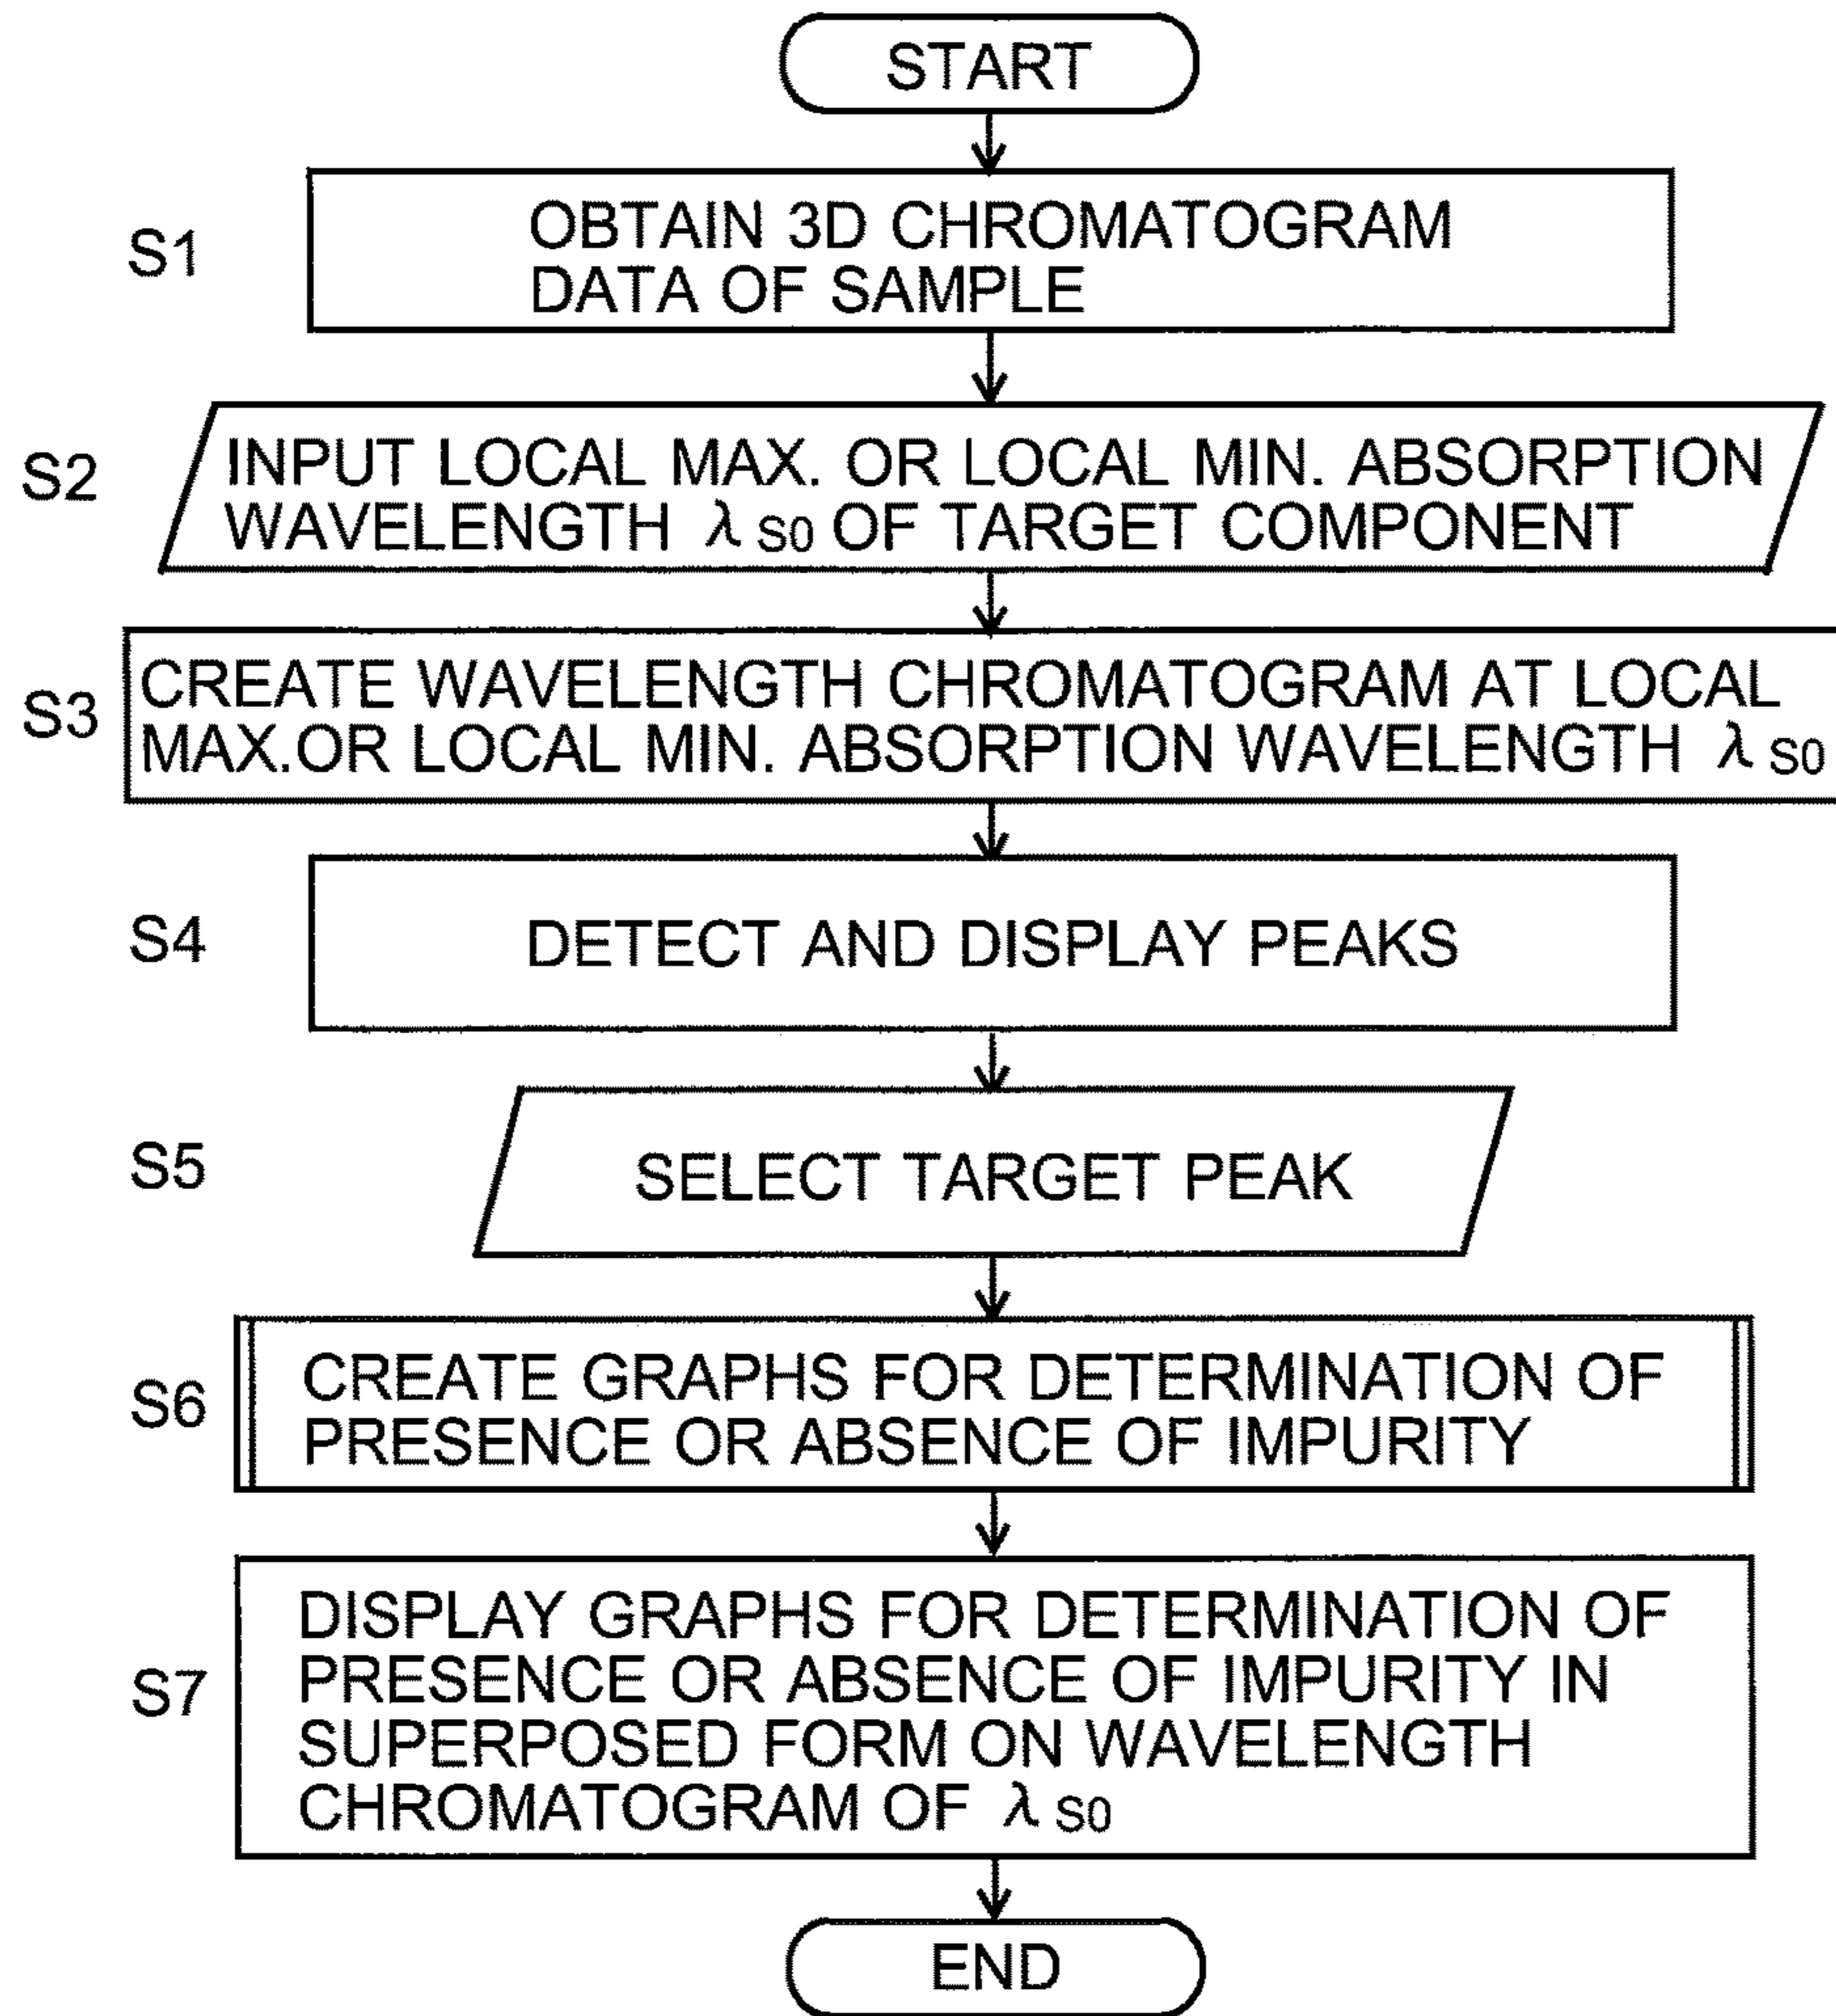 START
S1
OBTAIN 3D CHROMATOGRAM
DATA OF SAMPLE
S2
INPUT LOCAL MAX. OR LOCAL MIN. ABSORPTION
WAVELENGTH λ S0 OF TARGET COMPONENT
S3
CREATE WAVELENGTH CHROMATOGRAM AT LOCAL
MAX.OR LOCAL MIN. ABSORPTION WAVELENGTH λ S0
S4
DETECT AND DISPLAY PEAKS
S5
SELECT TARGET PEAK
S6
CREATE GRAPHS FOR DETERMINATION OF
PRESENCE OR ABSENCE OF IMPURITY
S7
DISPLAY GRAPHS FOR DETERMINATION OF
PRESENCE OR ABSENCE OF IMPURITY IN
SUPERPOSED FORM ON WAVELENGTH
CHROMATOGRAM OF λ S0
END